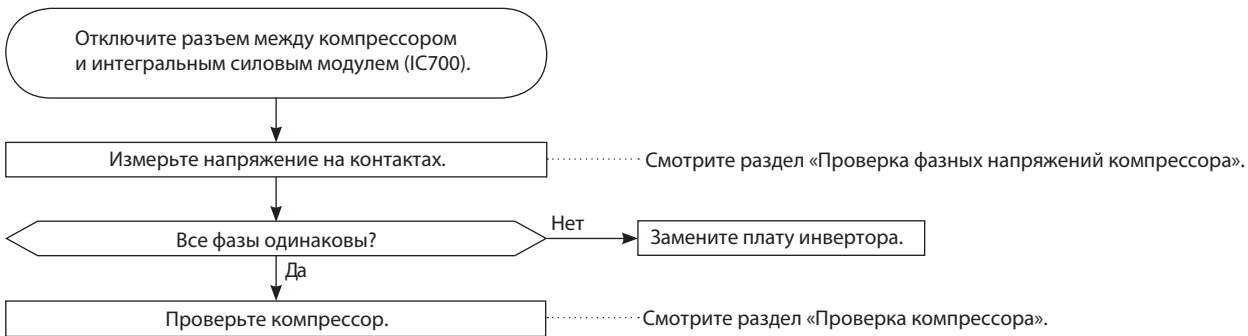 Отключите разъем между компрессором
и интегральным силовым модулем (IC700).
Измерьте напряжение на контактах.
Смотрите раздел «Проверка фазных напряжений компрессора».
Все фазы одинаковы?
Нет
Замените плату инвертора.
Да
Проверьте компрессор.
Смотрите раздел «Проверка компрессора».